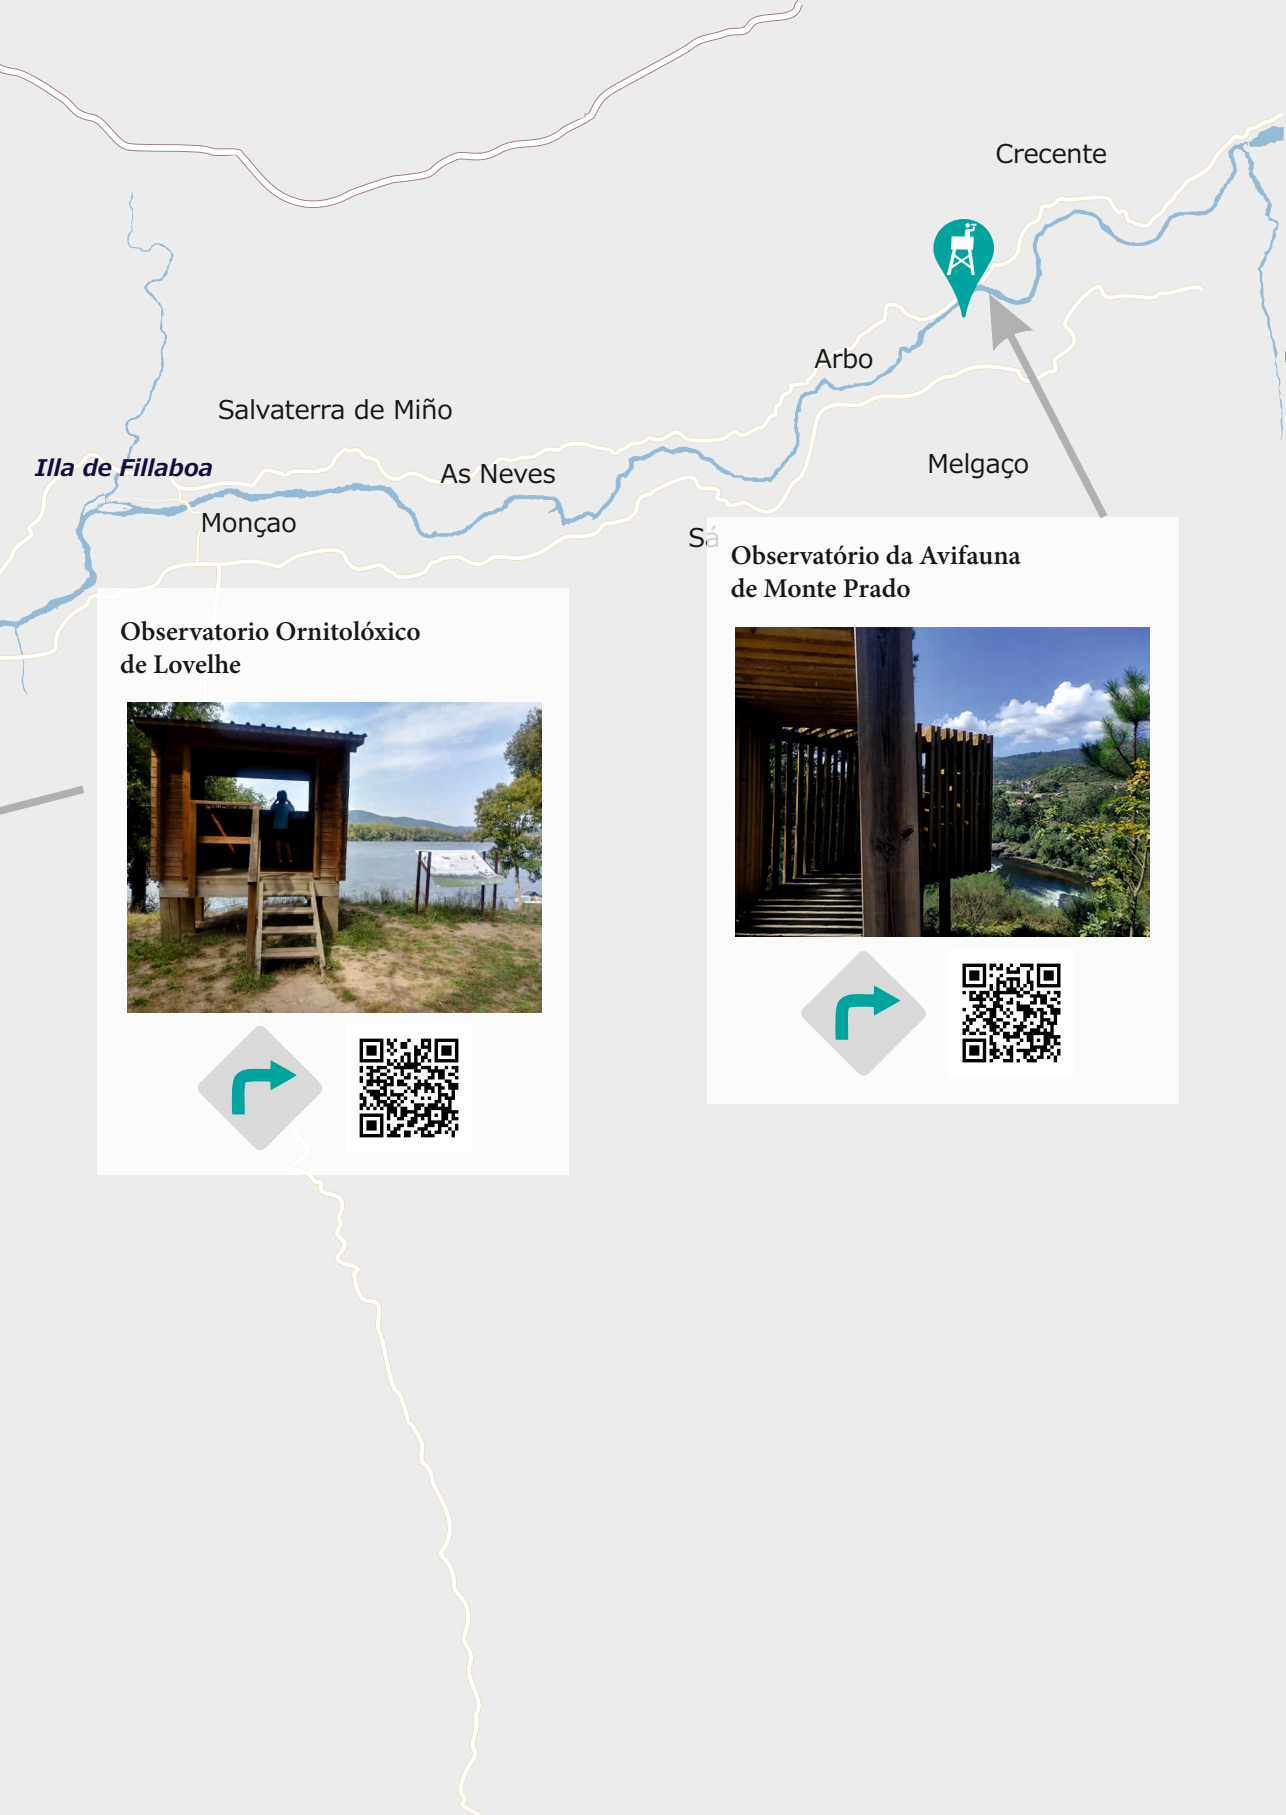 Crecente
Arbo
Salvaterra de Miño
Illa de Fillaboa
As Neves
Melgaço
Monçao
Sá
Observatório da Avifauna
de Monte Prado
Observatorio Ornitolóxico
de Lovelhe